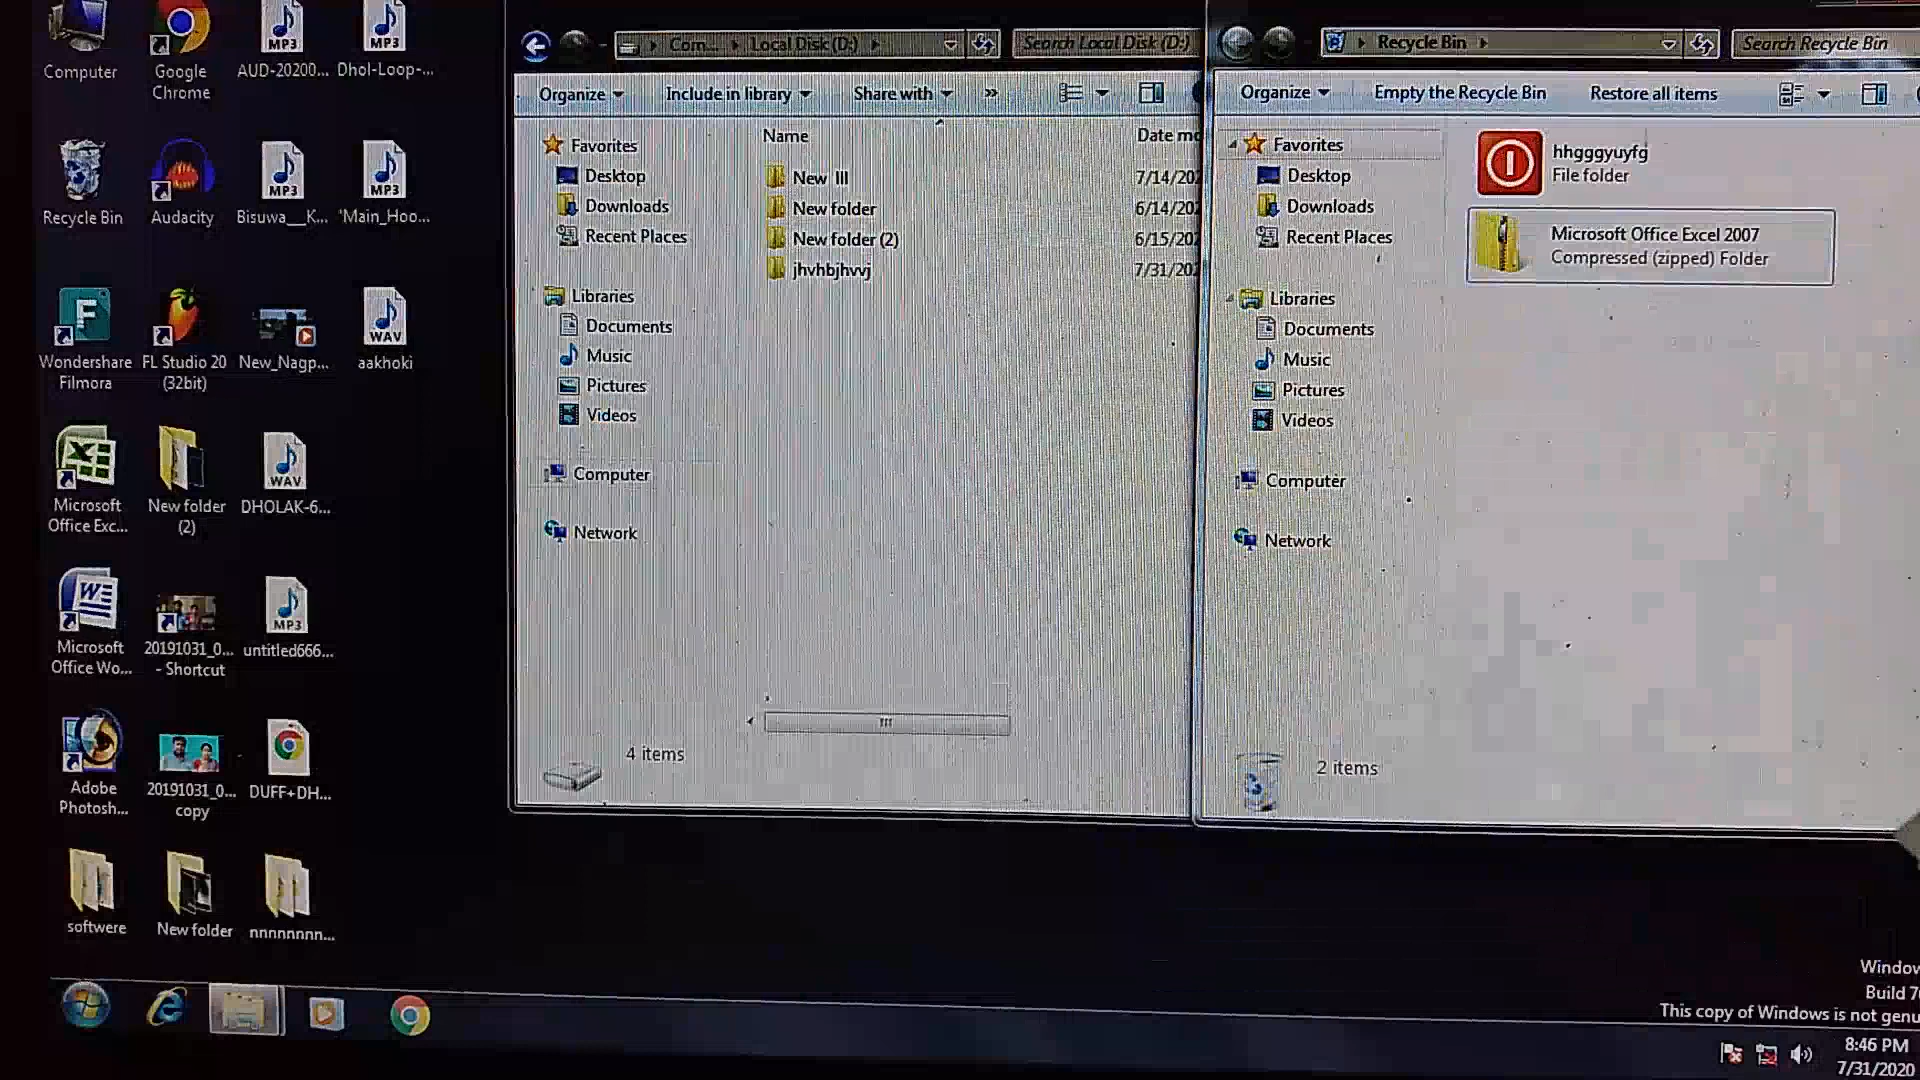 Computer
Google
Chrome
AUD-20200...
Dhol-Loop-...
Recycle Bin
Audacity
Bisuwa___K...
'Main_Hoo...
Wondershare
Filmora
FL Studio 20
(32bit)
New_Nagp...
aakhoki
Microsoft
Office Exc...
New folder
(2)
DHOLAK-6...
Microsoft
Office Wo...
20191031_0...
- Shortcut
untitled666...
Adobe
Photosh...
20191031_0...
copy
DUFF+DH...
softwere
New folder
nnnnnnnn...
MP3
MP3
MP3
MP3
WAV
WAV
MP3
Com...
Local Disk (D:)
Search Local Disk (D:)
Organize
Include in library
Share with
»
Favorites
Desktop
Downloads
Recent Places
Libraries
Documents
Music
Pictures
Videos
Computer
Network
Name
Date mo
New lll
7/14/202
New folder
6/14/202
New folder (2)
6/15/202
jhvhbjhvvj
7/31/202
4 items
Recycle Bin
Search Recycle Bin
Organize
Empty the Recycle Bin
Restore all items
Favorites
Desktop
Downloads
Recent Places
Libraries
Documents
Music
Pictures
Videos
Computer
Network
hhgggyuyfg
File folder
Microsoft Office Excel 2007
Compressed (zipped) Folder
2 items
Window
Build 7
This copy of Windows is not genu
8:46 PM
7/31/2020